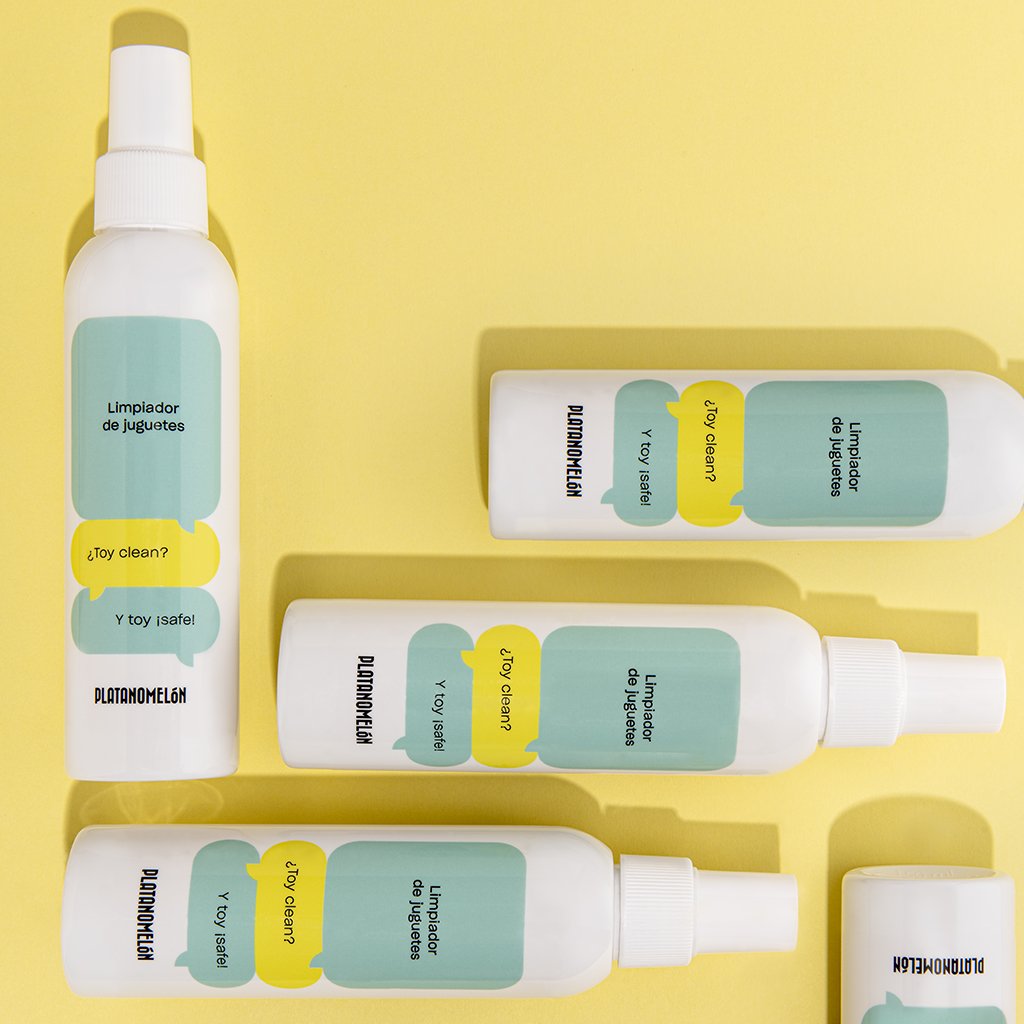 Limpiador
de juguetes
¿Toy clean?
Y toy ¡safe!
PLATANOMELóN
Limpiador
de juguetes
¿Toy clean?
Y toy ¡safe!
PLATANOMELóN
Limpiador
de juguetes
¿Toy clean?
Y toy ¡safe!
PLATANOMELóN
Limpiador
de juguetes
¿Toy clean?
Y toy ¡safe!
PLATANOMELóN
PLATANOMELóN